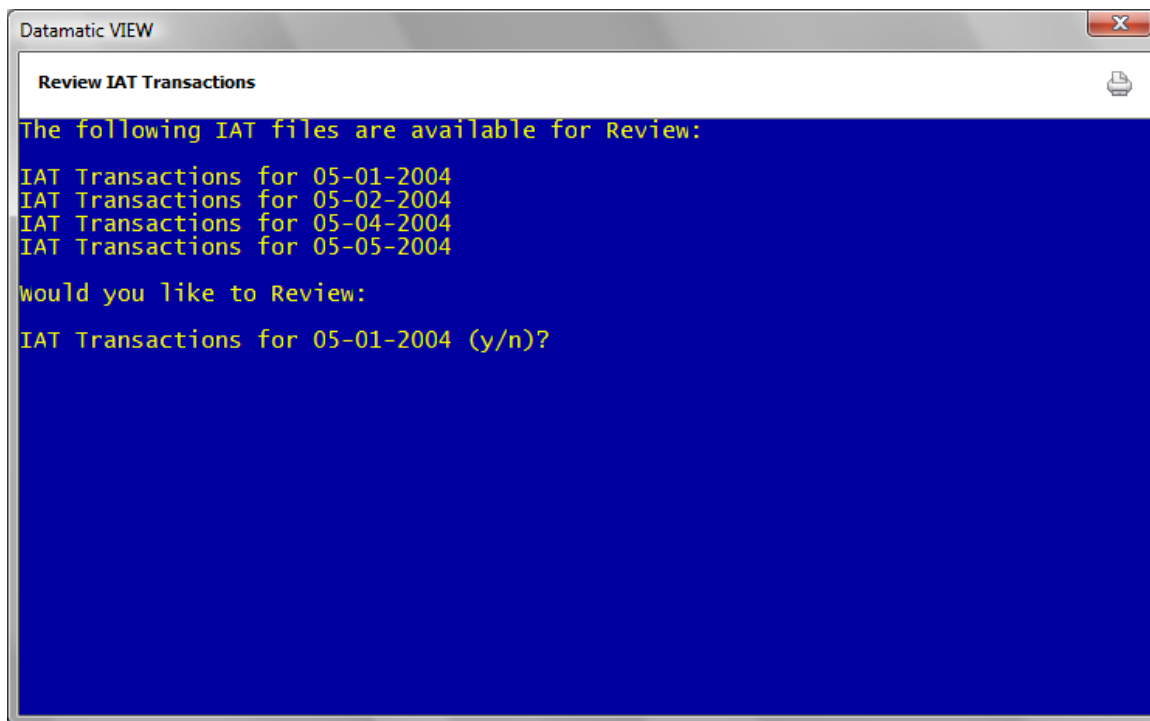 Datamatic VIEW
Review IAT Transactions
The following IAT files are available for Review:
IAT Transactions for 05-01-2004
IAT Transactions for 05-02-2004
IAT Transactions for 05-04-2004
IAT Transactions for 05-05-2004
Would you like to Review:
IAT Transactions for 05-01-2004 (y/n)?